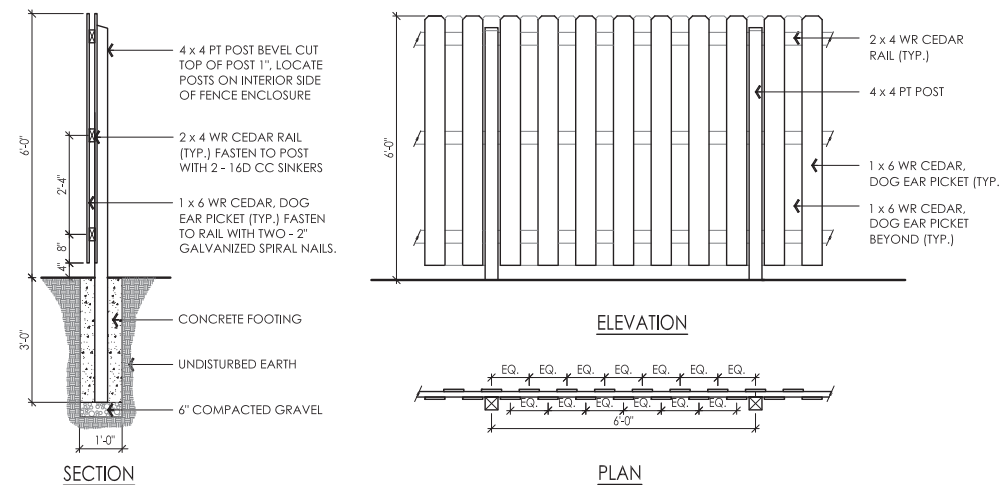 4 x 4 PT POST BEVEL CUT
TOP OF POST 1", LOCATE
POSTS ON INTERIOR SIDE
OF FENCE ENCLOSURE
2 x 4 WR CEDAR RAIL
(TYP.) FASTEN TO POST
WITH 2 - 16D CC SINKERS
1 x 6 WR CEDAR, DOG
EAR PICKET (TYP.) FASTEN
TO RAIL WITH TWO - 2"
GALVANIZED SPIRAL NAILS.
CONCRETE FOOTING
UNDISTURBED EARTH
6" COMPACTED GRAVEL
6'-0"
2'-4"
8"
4"
3'-0"
1'-0"
SECTION
6'-0"
2 x 4 WR CEDAR
RAIL (TYP.)
4 x 4 PT POST
1 x 6 WR CEDAR,
DOG EAR PICKET (TYP.
1 x 6 WR CEDAR,
DOG EAR PICKET
BEYOND (TYP.)
ELEVATION
EQ. EQ. EQ. EQ. EQ. EQ. EQ.
EQ. EQ. EQ. EQ. EQ. EQ.
6'-0"
PLAN